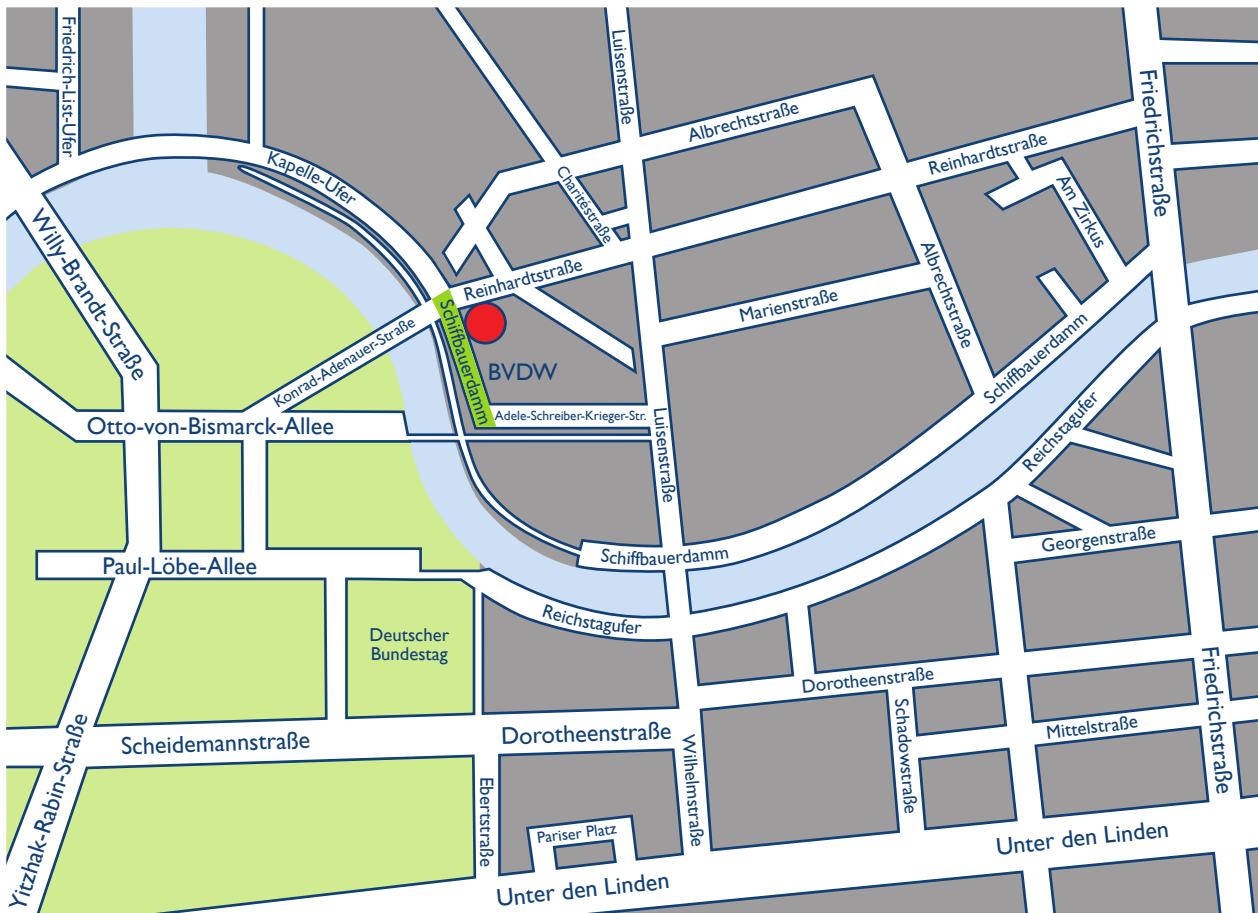 Friedrich-List-Ufer
Luisenstraße
Friedrichstraße
Albrechtstraße
Reinhardtstraße
Kapelle-Ufer
Charitéstraße
Am Zirkus
Willy-Brandt-Straße
Albrechtstraße
Reinhardtstraße
Marienstraße
Schiffbauerdamm
Konrad-Adenauer-Straße
BVDW
Schiffbauerdamm
Adele-Schreiber-Krieger-Str.
Otto-von-Bismarck-Allee
Luisenstraße
Reichstagufer
Georgenstraße
Schiffbauerdamm
Paul-Löbe-Allee
Reichstagufer
Deutscher
Bundestag
Dorotheenstraße
Friedrichstraße
Schadowstraße
Mittelstraße
Scheidemannstraße
Dorotheenstraße
Wilhelmstraße
Yitzhak-Rabin-Straße
Ebertstraße
Pariser Platz
Unter den Linden
Unter den Linden